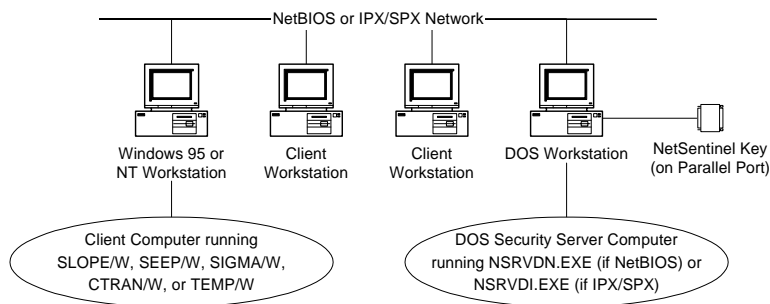 NetBIOS or IPX/SPX Network
Windows 95 or
NT Workstation
Client
Workstation
Client
Workstation
DOS Workstation
NetSentinel Key
(on Parallel Port)
Client Computer running
SLOPE/W, SEEP/W, SIGMA/W,
CTRAN/W, or TEMP/W
DOS Security Server Computer
running NSRVDN.EXE (if NetBIOS) or
NSRVDI.EXE (if IPX/SPX)